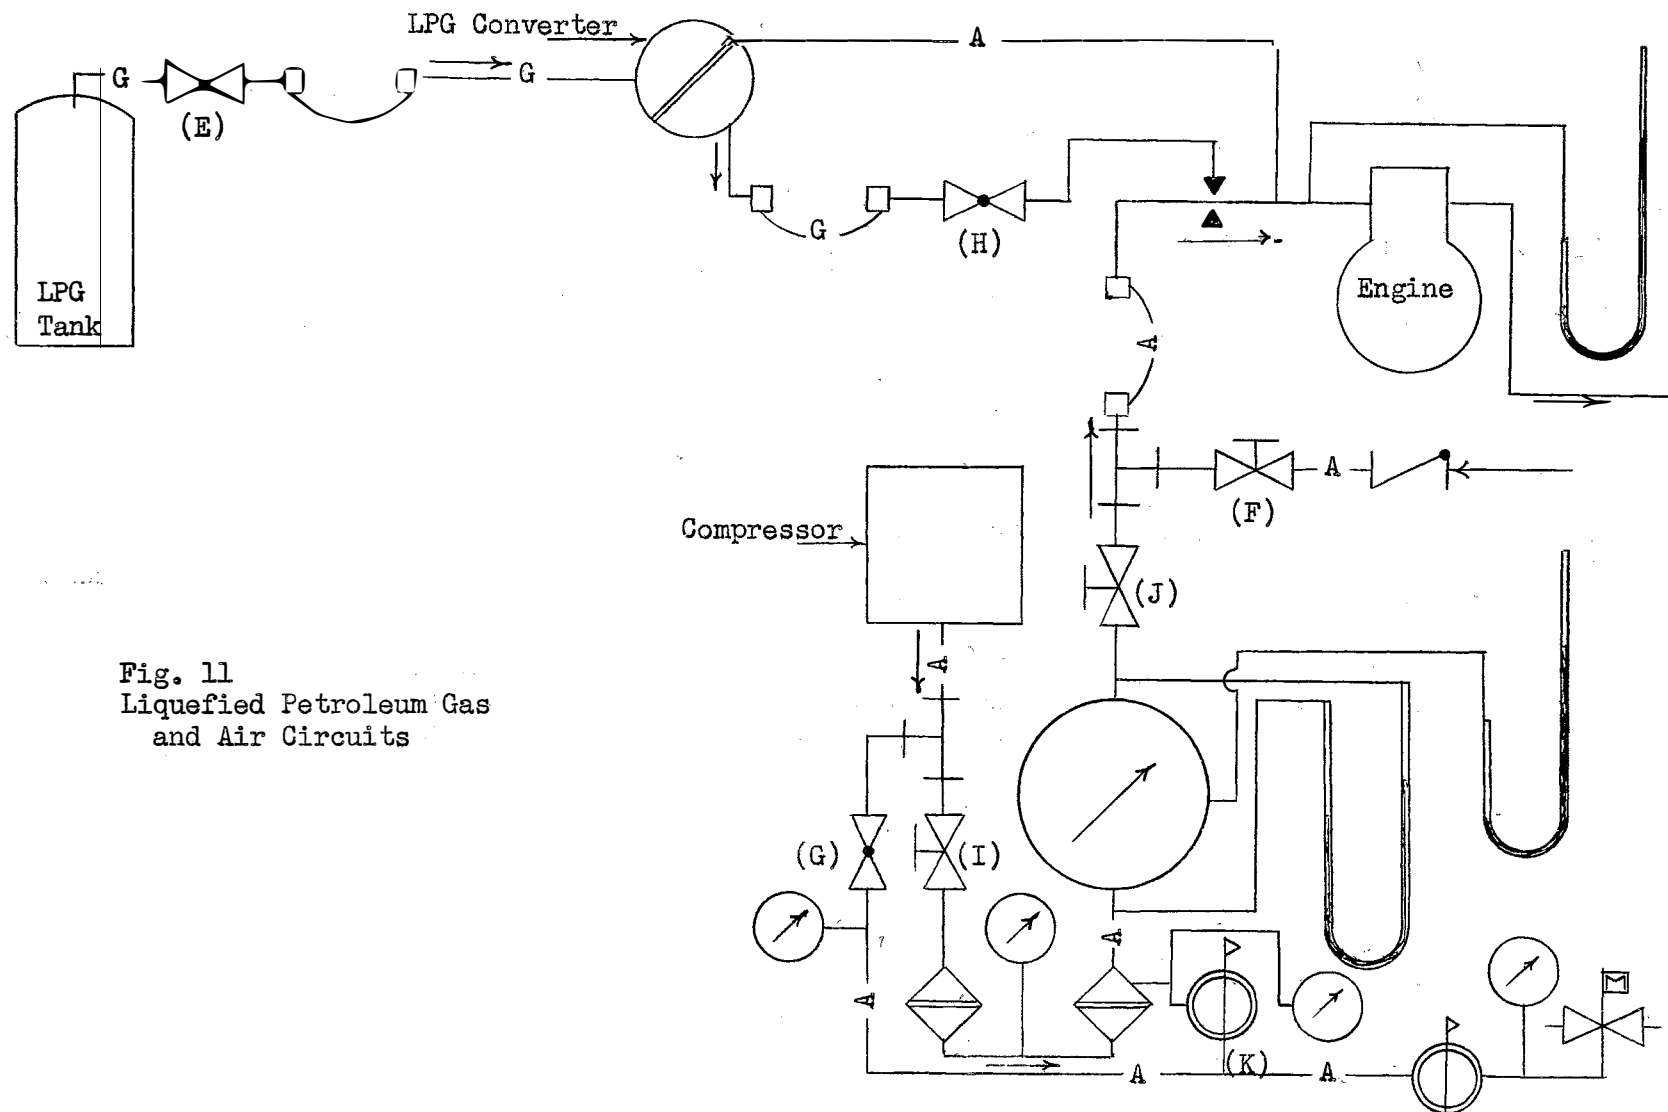 LPG Converter
A
G
G
(E)
G
(H)
LPG
Tank
Engine
A
A
(F)
Compressor
(J)
A
Fig. 11
Liquefied Petroleum Gas
and Air Circuits
(G)
(I)
A
A
M
(K)
A
A